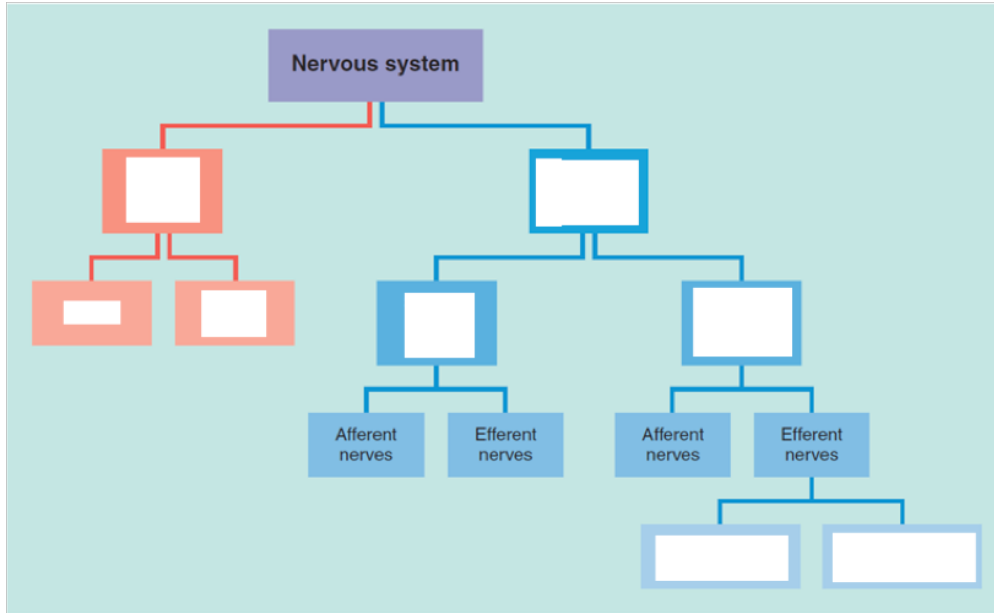 Nervous system
Afferent
nerves
Efferent
nerves
Afferent
nerves
Efferent
nerves